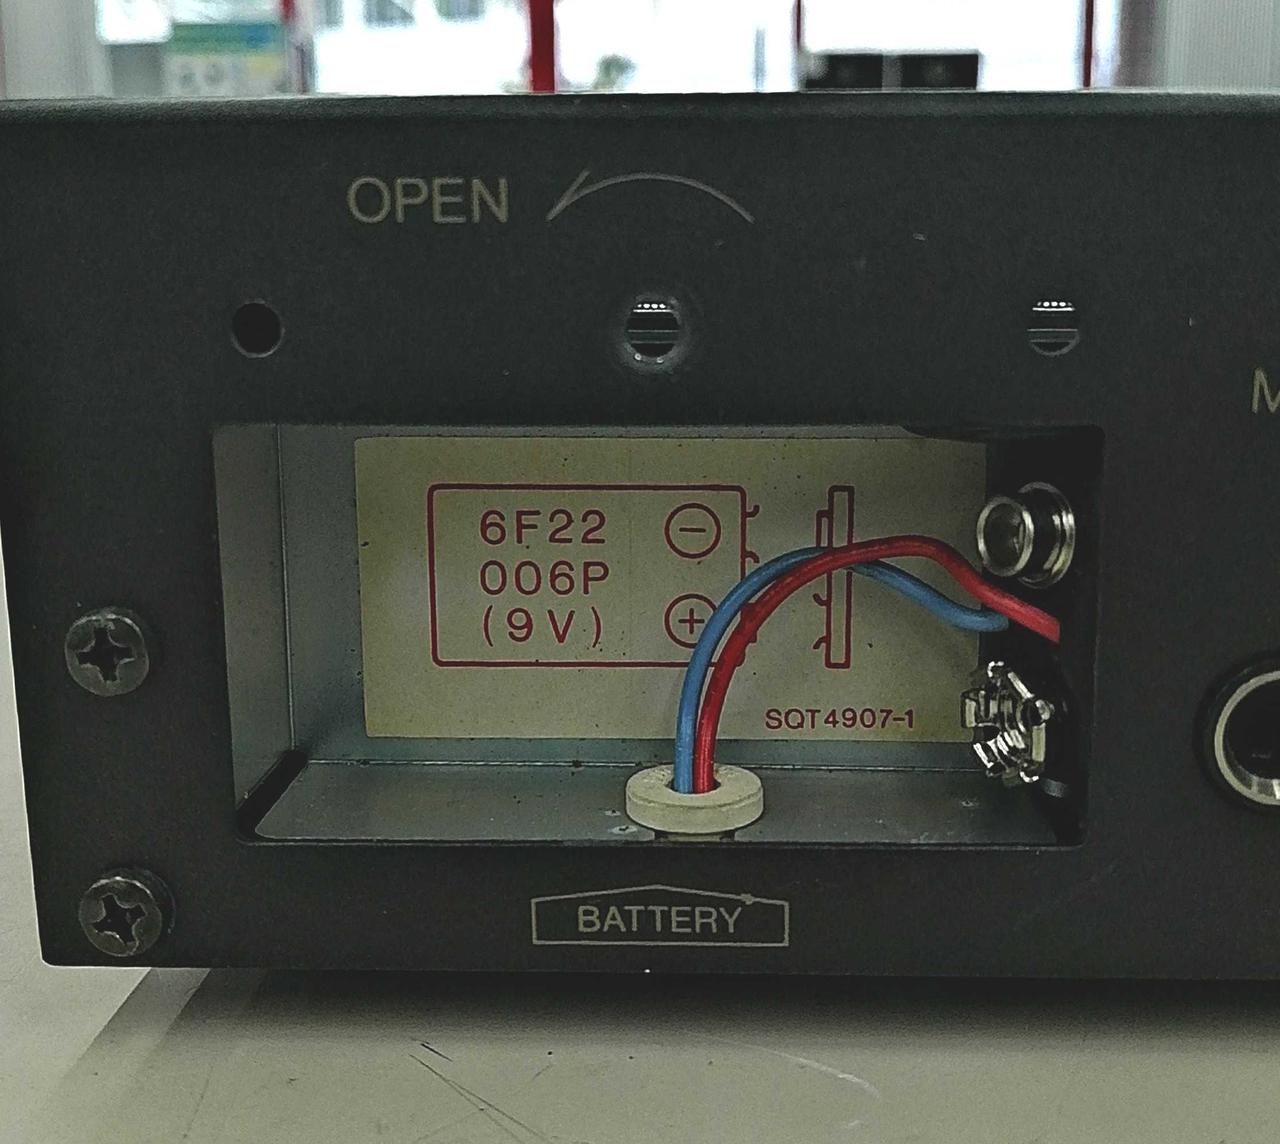 OPEN
M
6F22
006P
(9V)
SQT4907-1
BATTERY